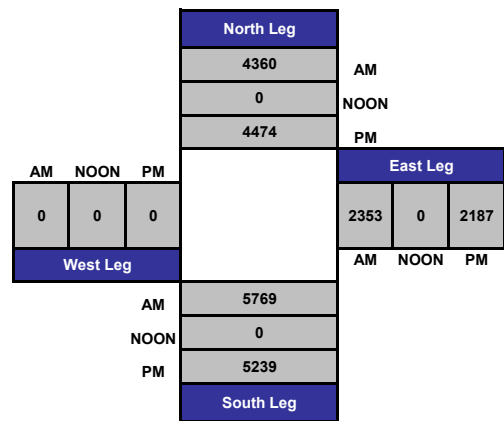 North Leg
4360 AM
0 NOON
4474 PM
AM NOON PM East Leg
0 0 0 2353 0 2187
West Leg AM NOON PM
AM 5769
NOON 0
PM 5239
South Leg